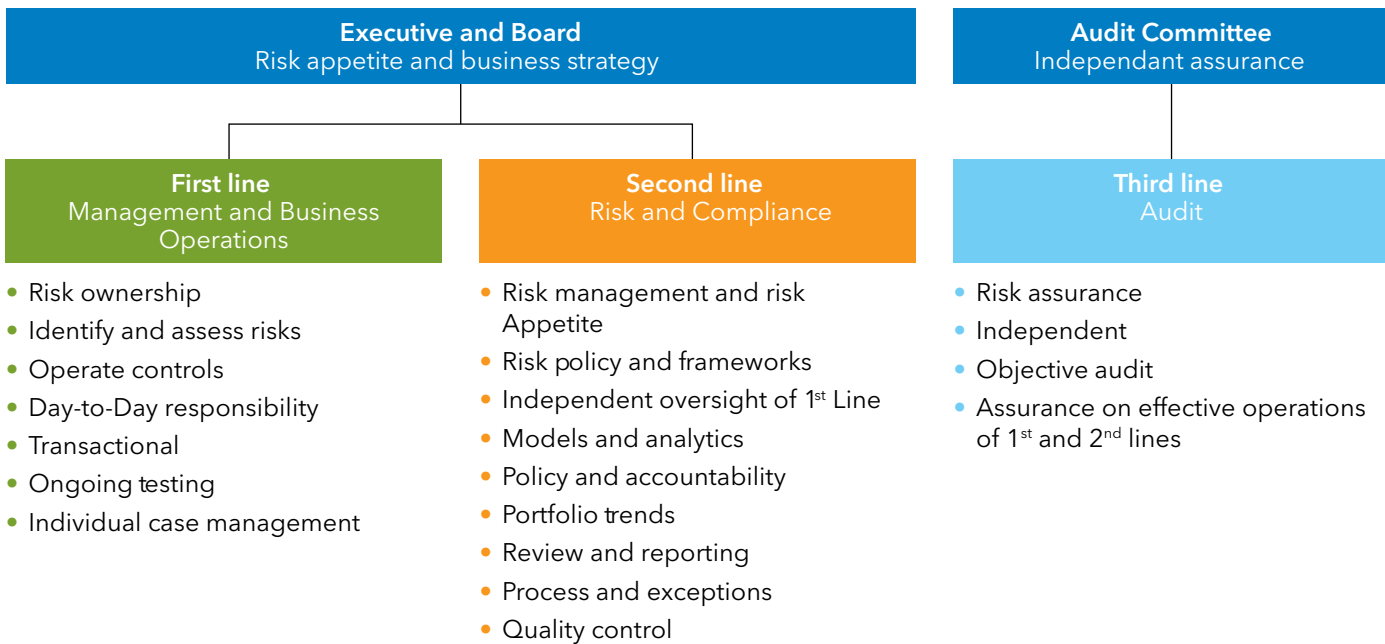 Executive and Board
Risk appetite and business strategy
Audit Committee
Independant assurance
First line
Management and Business
Operations
• Risk ownership
• Identify and assess risks
• Operate controls
• Day-to-Day responsibility
• Transactional
• Ongoing testing
• Individual case management
Second line
Risk and Compliance
• Risk management and risk
Appetite
• Risk policy and frameworks
• Independent oversight of 1st Line
• Models and analytics
• Policy and accountability
• Portfolio trends
• Review and reporting
• Process and exceptions
• Quality control
Third line
Audit
• Risk assurance
• Independent
• Objective audit
• Assurance on effective operations
of 1st and 2nd lines